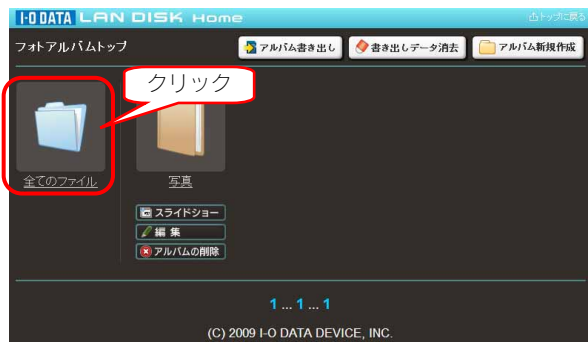 I-O DATA LAN DISK Home
凸トップに戻る
フォトアルバムトップ
アルバム書き出し
書き出しデータ消去
アルバム新規作成
クリック
全てのファイル
写真
スライドショー
編 集
アルバムの削除
1 ... 1 ... 1
(C) 2009 I-O DATA DEVICE, INC.